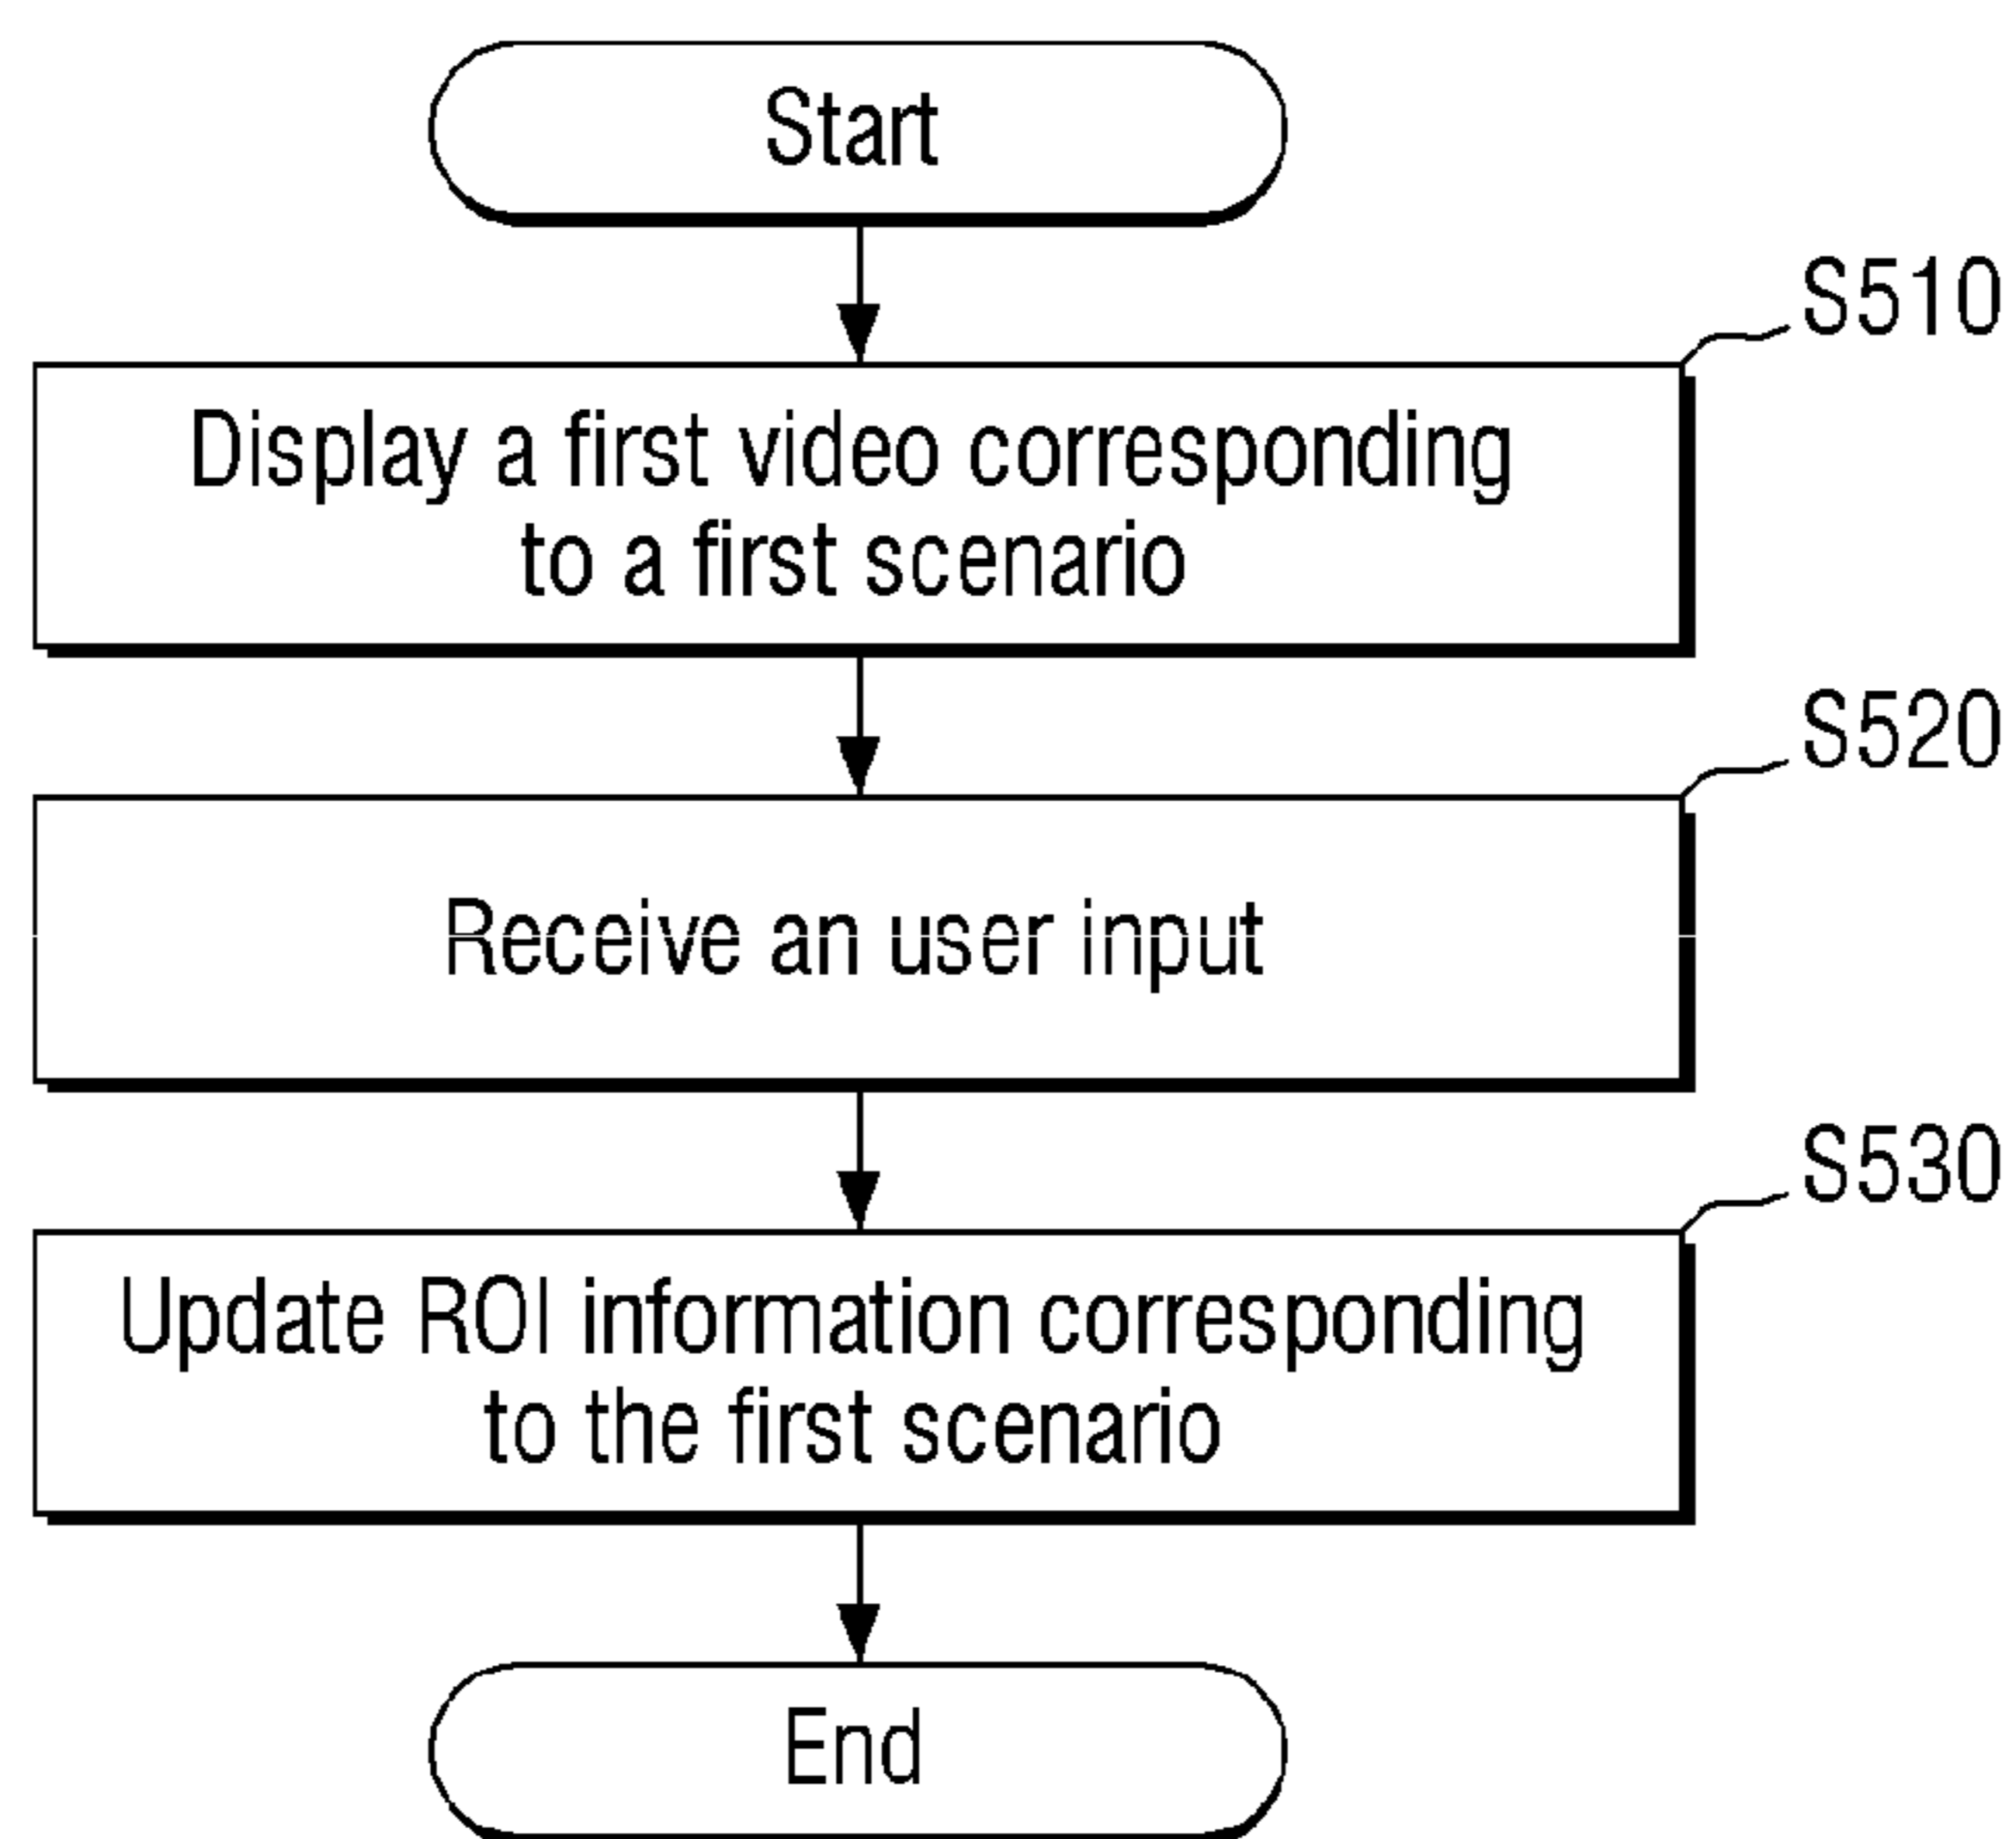 Start
S510
Display a first video corresponding
to a first scenario
S520
Receive an user input
S530
Update ROI information corresponding
to the first scenario
End